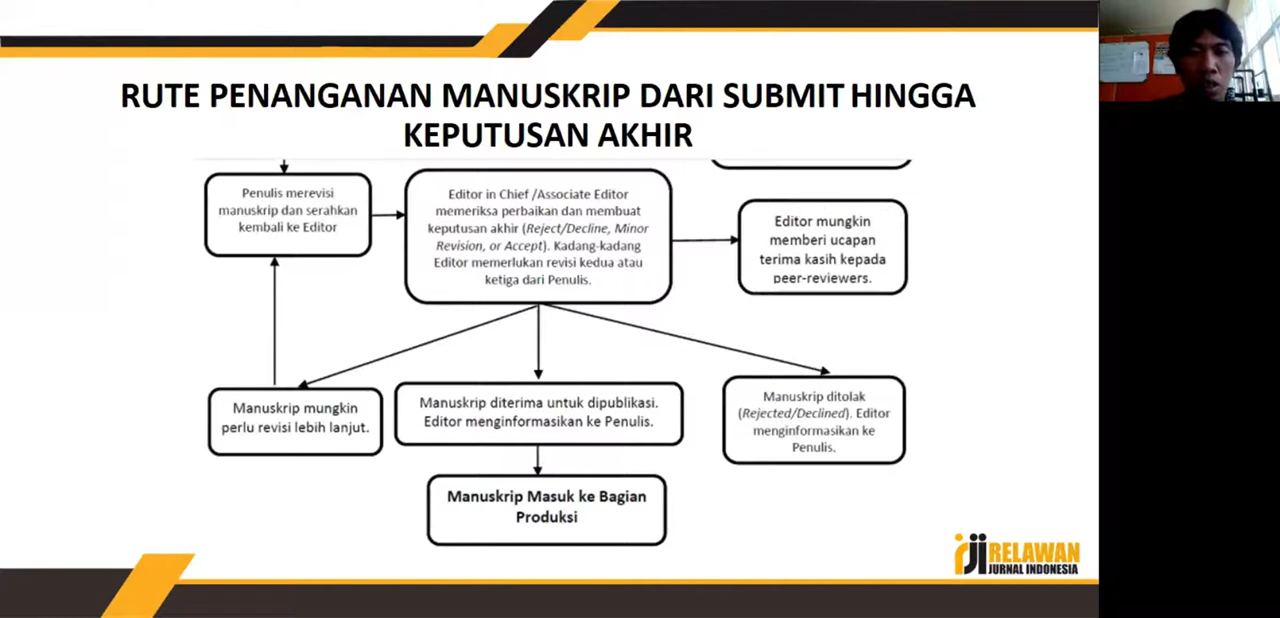 RUTE PENANGANAN MANUSKRIP DARI SUBMIT HINGGA
KEPUTUSAN AKHIR
Penulis merevisi
manuskrip dan serahkan
kembali ke Editor
Editor in Chief /Associate Editor
memeriksa perbaikan dan membuat
keputusan akhir (Reject/Decline, Minor
Revision, or Accept). Kadang-kadang
Editor memerlukan revisi kedua atau
ketiga dari Penulis.
Editor mungkin
memberi ucapan
terima kasih kepada
peer-reviewers.
Manuskrip mungkin
perlu revisi lebih lanjut.
Manuskrip diterima untuk dipublikasi.
Editor menginformasikan ke Penulis.
Manuskrip ditolak
(Rejected/Declined). Editor
menginformasikan ke
Penulis.
Manuskrip Masuk ke Bagian
Produksi
rji RELAWAN
JURNAL INDONESIA